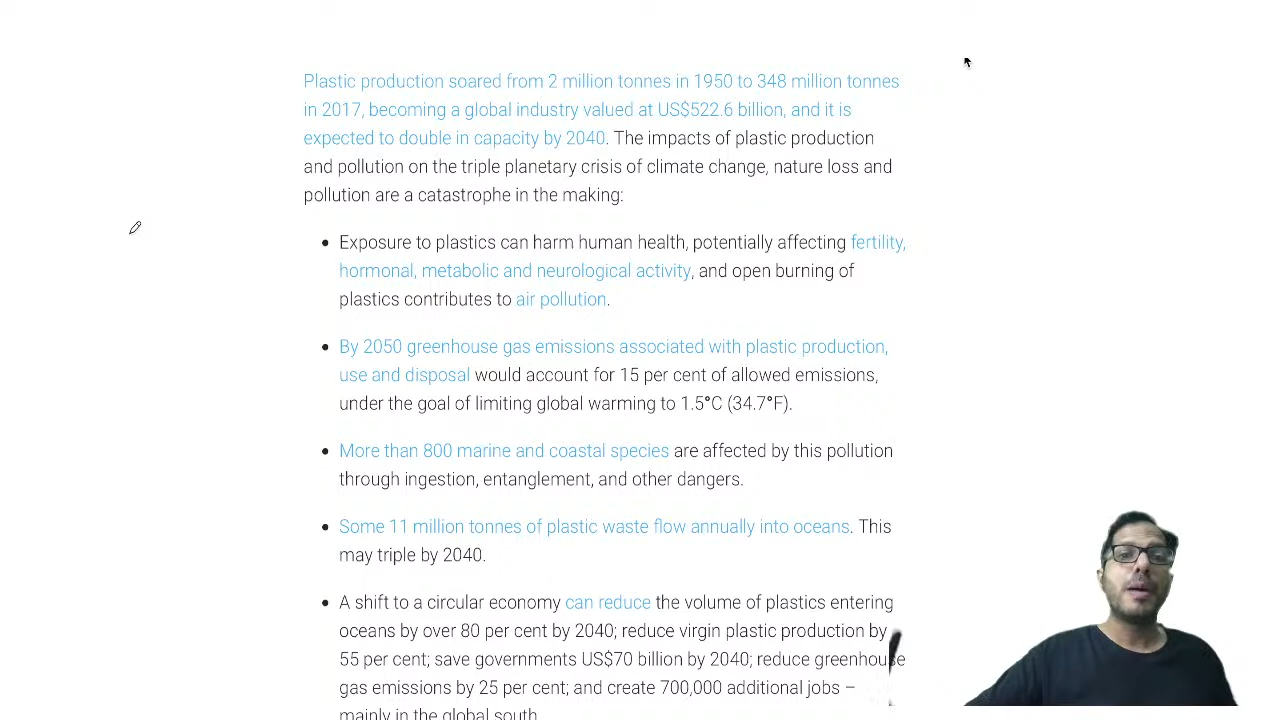 Plastic production soared from 2 million tonnes in 1950 to 348 million tonnes
in 2017, becoming a global industry valued at US$522.6 billion, and it is
expected to double in capacity by 2040. The impacts of plastic production
and pollution on the triple planetary crisis of climate change, nature loss and
pollution are a catastrophe in the making:
• Exposure to plastics can harm human health, potentially affecting fertility,
hormonal, metabolic and neurological activity, and open burning of
plastics contributes to air pollution.
• By 2050 greenhouse gas emissions associated with plastic production,
use and disposal would account for 15 per cent of allowed emissions,
under the goal of limiting global warming to 1.5°C (34.7°F).
• More than 800 marine and coastal species are affected by this pollution
through ingestion, entanglement, and other dangers.
• Some 11 million tonnes of plastic waste flow annually into oceans. This
may triple by 2040.
• A shift to a circular economy can reduce the volume of plastics entering
oceans by over 80 per cent by 2040; reduce virgin plastic production by
55 per cent; save governments US$70 billion by 2040; reduce greenhouse
gas emissions by 25 per cent; and create 700,000 additional jobs –
mainly in the global south.